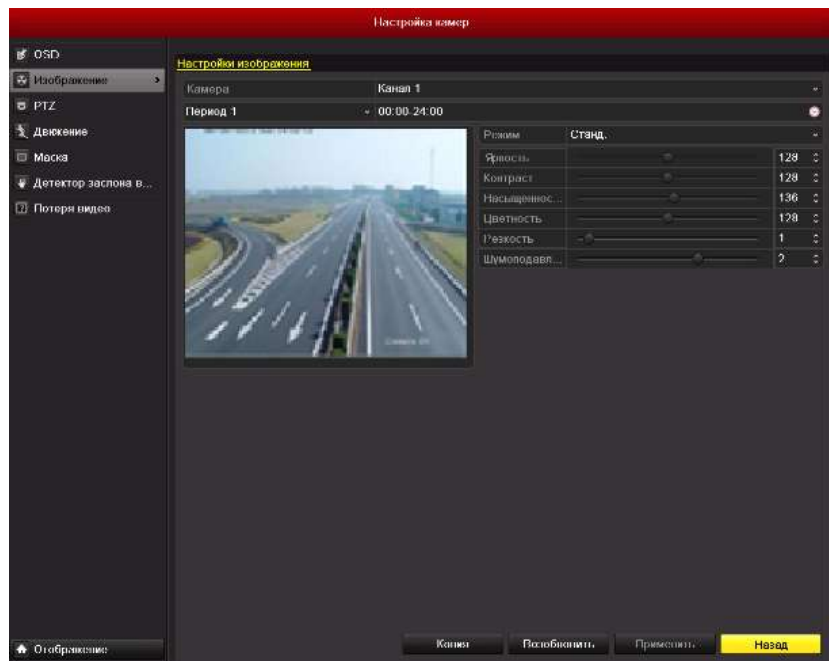 Настройка камер
OSD
Изображение
PTZ
Движение
Маска
Детектор заслона в...
Потеря видео
Отображение
Настройки изображения
Камера Канал 1
Период 1 00:00-24:00
Режим Станд.
Яркость 128
Контраст 128
Насыщеннос... 136
Цветность 128
Резкость 1
Шумоподавл... 2
Camera 01
Копия Возобновить Применить Назад